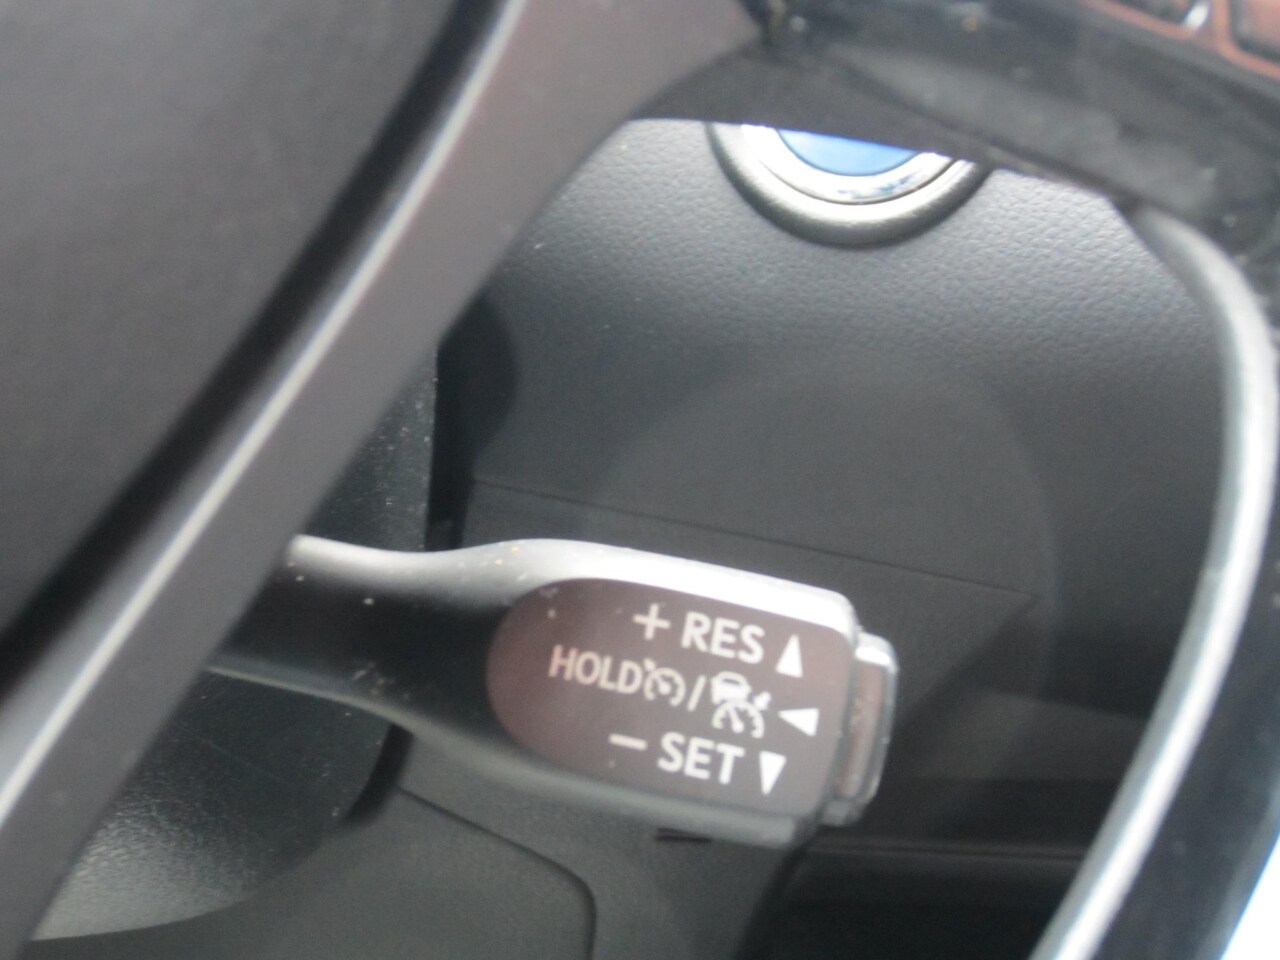 + RES ▲
HOLD / ◀
− SET ▼